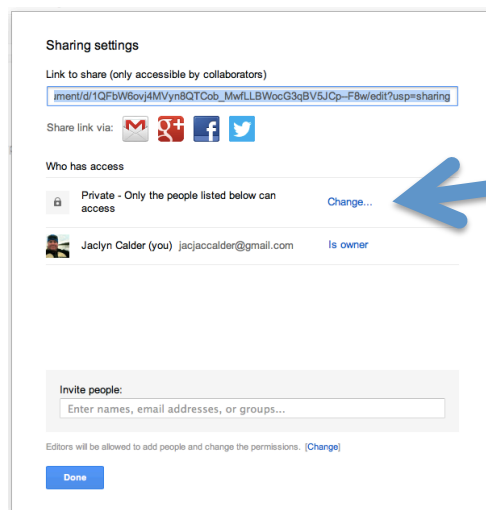 Sharing settings
Link to share (only accessible by collaborators)
ument/d/1QFbW6ovj4MVyn8QTCob_MwfLLBWocG3qBV5JCp--F8w/edit?usp=sharing
Share link via:
Who has access
Private - Only the people listed below can
access
Change...
Jaclyn Calder (you) jacjaccalder@gmail.com Is owner
Invite people:
Enter names, email addresses, or groups...
Editors will be allowed to add people and change the permissions. [Change]
Done